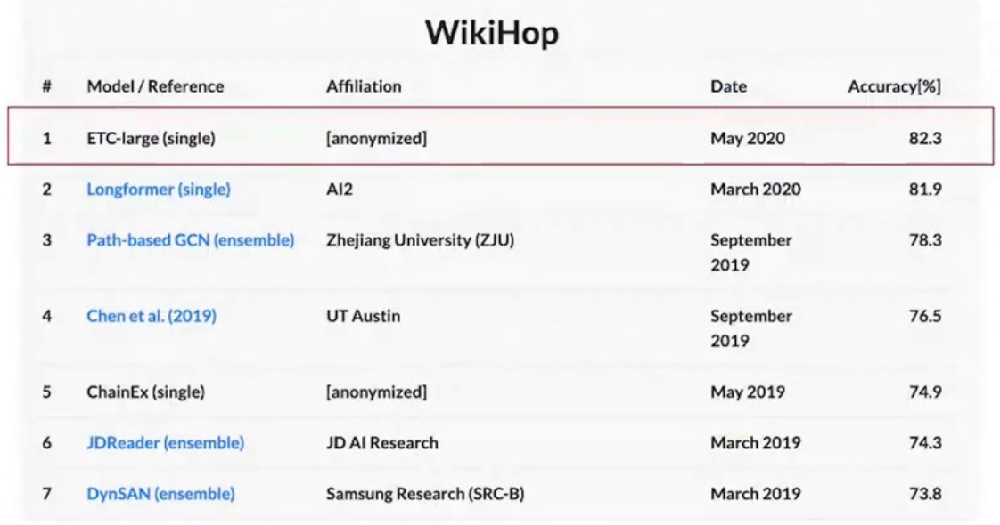 WikiHop
# Model / Reference Affiliation Date Accuracy[%]
1 ETC-large (single) [anonymized] May 2020 82.3
2 Longformer (single) AI2 March 2020 81.9
3 Path-based GCN (ensemble) Zhejiang University (ZJU) September 78.3
2019
4 Chen et al. (2019) UT Austin September 76.5
2019
5 ChainEx (single) [anonymized] May 2019 74.9
6 JDReader (ensemble) JD AI Research March 2019 74.3
7 DynSAN (ensemble) Samsung Research (SRC-B) March 2019 73.8